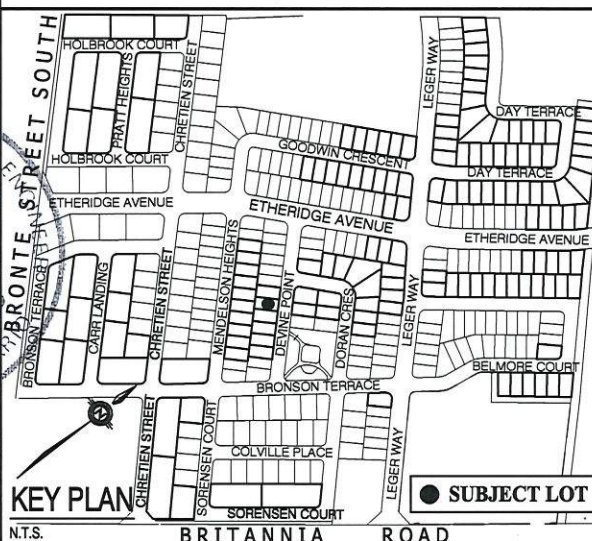 HOLBROOK COURT
BRONTE STREET SOUTH
PRATT HEIGHTS
CHRETIEN STREET
LEGER WAY
DAY TERRACE
GOODWIN CRESCENT
HOLBROOK COURT
DAY TERRACE
ETHERIDGE AVENUE
ETHERIDGE AVENUE
ETHERIDGE AVENUE
BRONSON TERRACE
CARR LANDING
CHRETIEN STREET
MENDELSON HEIGHTS
DEVINE POINT
DORAN CRES
LEGER WAY
BELMORE COURT
BRONSON TERRACE
N
CHRETIEN STREET
SORENSEN COURT
COLVILLE PLACE
LEGER WAY
KEY PLAN
SUBJECT LOT
SORENSEN COURT
N.T.S.
BRITANNIA ROAD